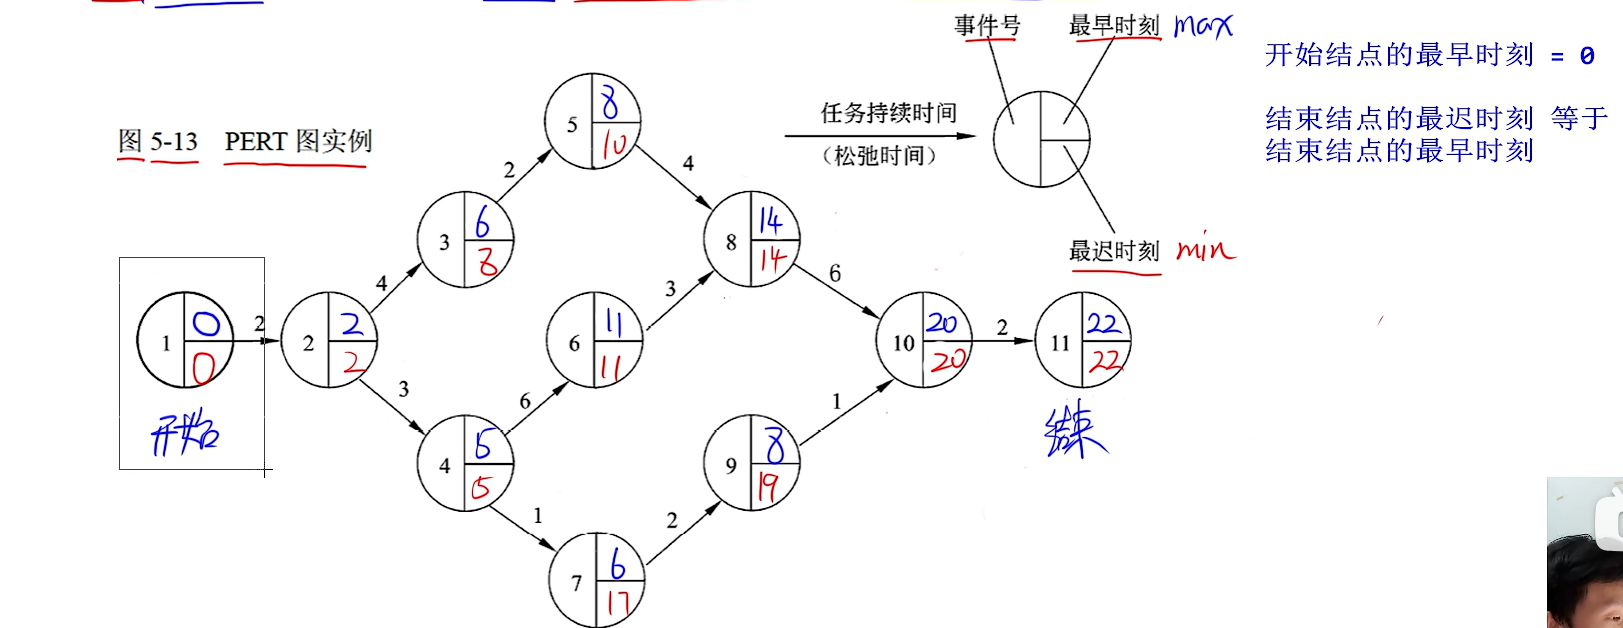 事件号 最早时刻 max
开始结点的最早时刻 = 0
任务持续时间
(松弛时间)
结束结点的最迟时刻 等于
结束结点的最早时刻
最迟时刻 min
图 5-13 PERT 图实例
5 8 10
2 4
3 6 8
8 14 14
4 3 6
1 0 0
2
2 2 2
6 11 11
10 20 20
2
11 22 22
3 6 1
开始
结束
4 5 5
9 8 19
1 2
7 6 17